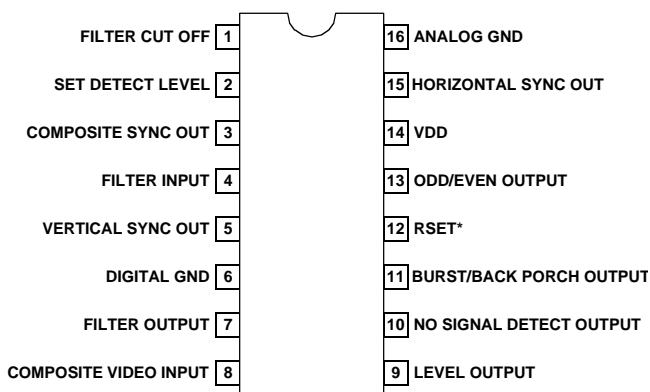 FILTER CUT OFF 1 16 ANALOG GND
SET DETECT LEVEL 2 15 HORIZONTAL SYNC OUT
COMPOSITE SYNC OUT 3 14 VDD
FILTER INPUT 4 13 ODD/EVEN OUTPUT
VERTICAL SYNC OUT 5 12 RSET*
DIGITAL GND 6 11 BURST/BACK PORCH OUTPUT
FILTER OUTPUT 7 10 NO SIGNAL DETECT OUTPUT
COMPOSITE VIDEO INPUT 8 9 LEVEL OUTPUT